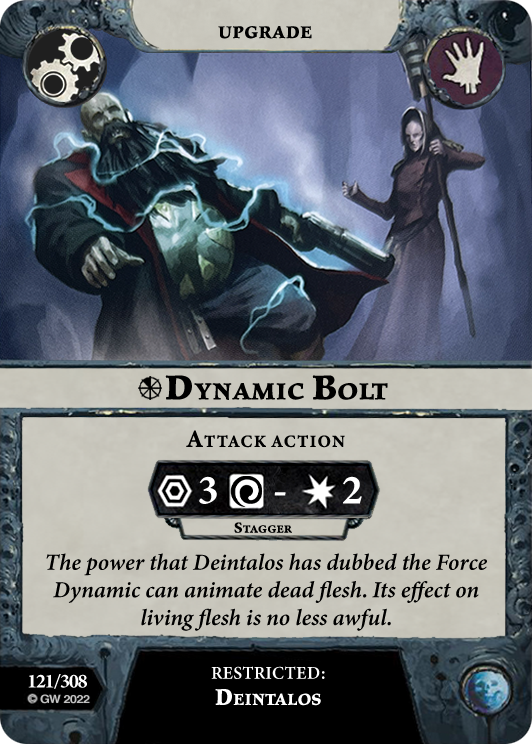 UPGRADE
DYNAMIC BOLT
ATTACK ACTION
3 - 2
STAGGER
The power that Deintalos has dubbed the Force
Dynamic can animate dead flesh. Its effect on
living flesh is no less awful.
121/308
© GW 2022
RESTRICTED:
DEINTALOS